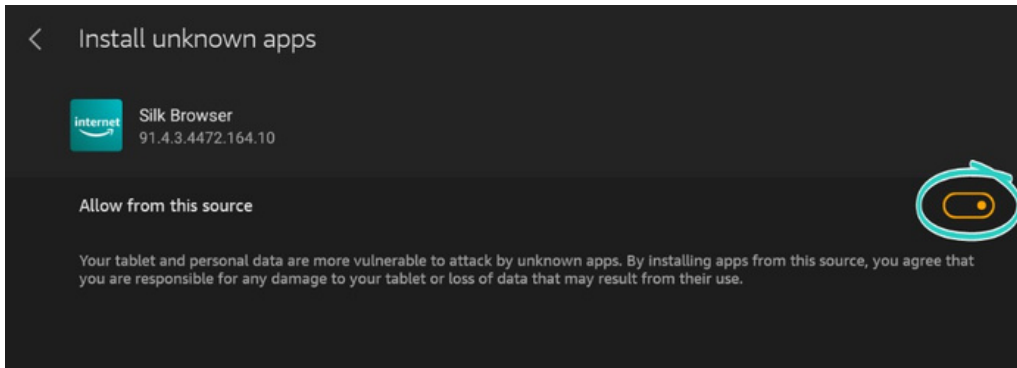 Install unknown apps
internet
Silk Browser
91.4.3.4472.164.10
Allow from this source
Your tablet and personal data are more vulnerable to attack by unknown apps. By installing apps from this source, you agree that
you are responsible for any damage to your tablet or loss of data that may result from their use.